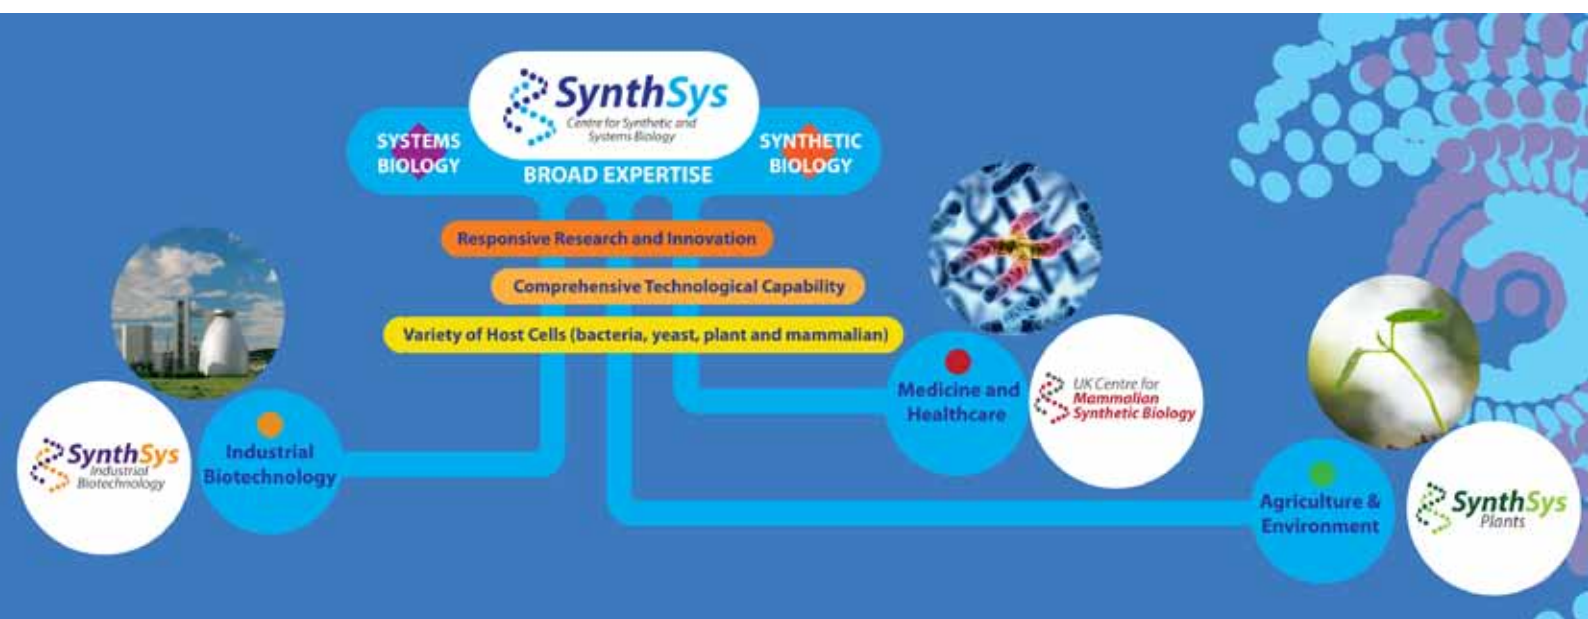 SynthSys
Centre for Synthetic and
Systems Biology
SYSTEMS
BIOLOGY
SYNTHETIC
BIOLOGY
BROAD EXPERTISE
Responsive Research and Innovation
Comprehensive Technological Capability
Variety of Host Cells (bacteria, yeast, plant and mammalian)
Medicine and
Healthcare
UK Centre for
Mammalian
Synthetic Biology
SynthSys
Industrial
Biotechnology
Industrial
Biotechnology
Agriculture &
Environment
SynthSys
Plants